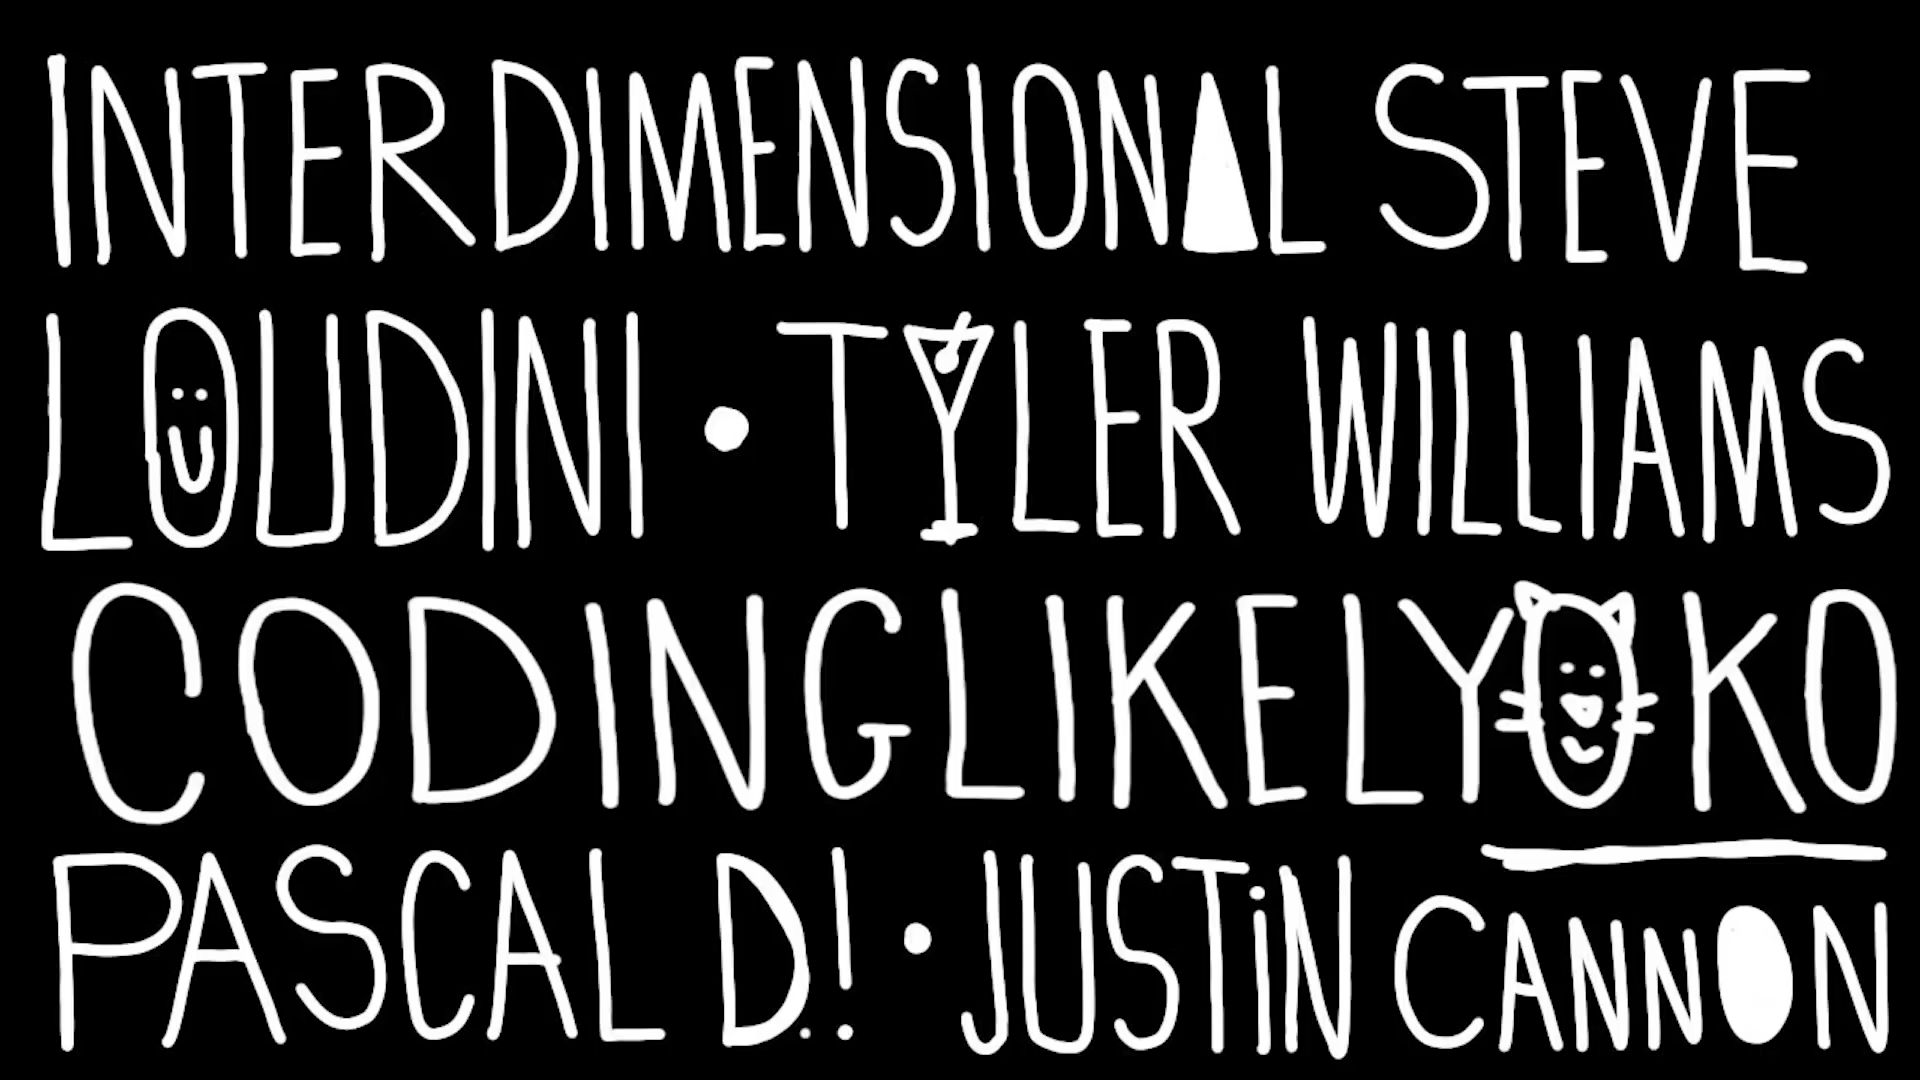 INTERDIMENSIONAL STEVE
LOUDINI • TYLER WILLIAMS
CODINGLIKELYOKO
PASCAL D.! • JUSTiN CANNON